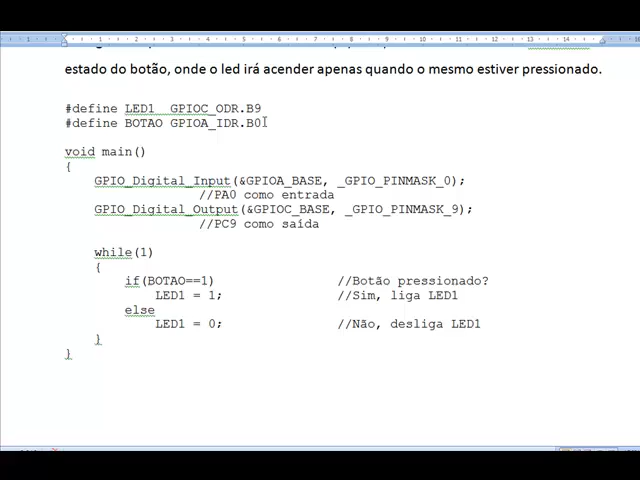 estado do botão, onde o led irá acender apenas quando o mesmo estiver pressionado.
#define LED1 GPIOC_ODR.B9
#define BOTAO GPIOA_IDR.B0
void main()
{
GPIO_Digital_Input(&GPIOA_BASE, _GPIO_PINMASK_0);
//PA0 como entrada
GPIO_Digital_Output(&GPIOC_BASE, _GPIO_PINMASK_9);
//PC9 como saída
while(1)
{
if(BOTAO==1) //Botão pressionado?
LED1 = 1; //Sim, liga LED1
else
LED1 = 0; //Não, desliga LED1
}
}